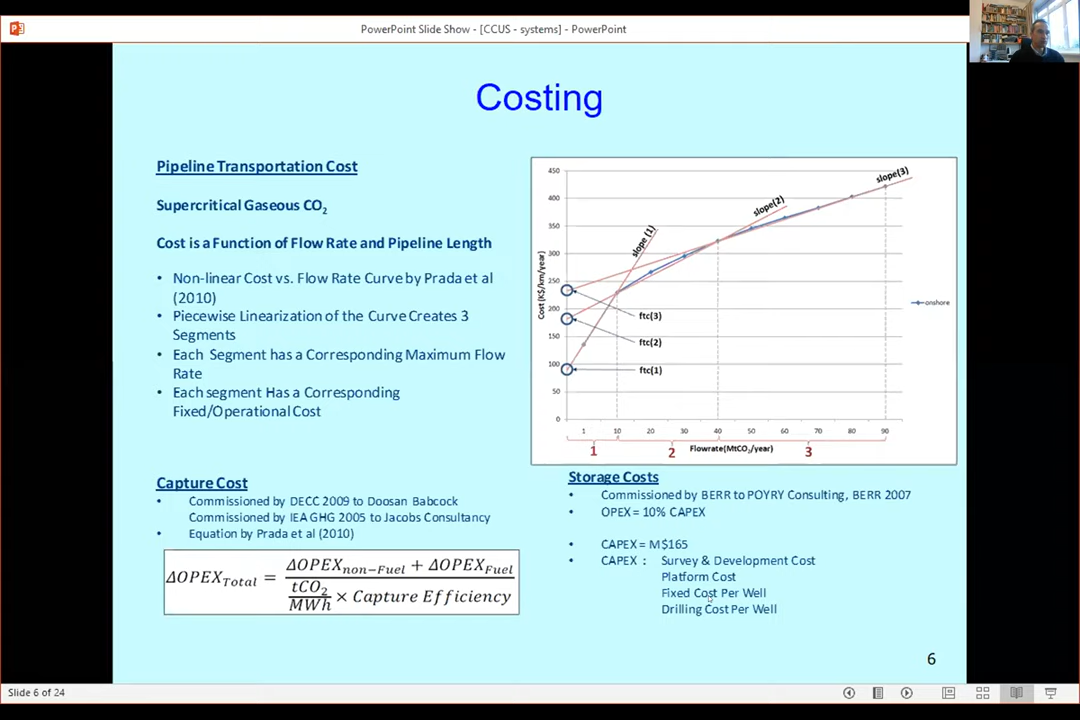 PowerPoint Slide Show - [CCUS - systems] - PowerPoint
Costing
Pipeline Transportation Cost
Supercritical Gaseous CO₂
Cost is a Function of Flow Rate and Pipeline Length
• Non-linear Cost vs. Flow Rate Curve by Prada et al
(2010)
• Piecewise Linearization of the Curve Creates 3
Segments
• Each Segment has a Corresponding Maximum Flow
Rate
• Each segment Has a Corresponding
Fixed/Operational Cost
Cost (K$/km/year)
450
400
350
300
250
200
150
100
50
0
slope (1)
slope(2)
slope(3)
ftc(3)
ftc(2)
ftc(1)
onshore
1 10 20 30 40 50 60 70 80 90
1 2 3
Flowrate(MtCO₂/year)
Capture Cost
• Commissioned by DECC 2009 to Doosan Babcock
Commissioned by IEA GHG 2005 to Jacobs Consultancy
• Equation by Prada et al (2010)
ΔOPEX_Total = (ΔOPEX_non−Fuel + ΔOPEX_Fuel) / (tCO₂/MWh × Capture Efficiency)
Storage Costs
• Commissioned by BERR to POYRY Consulting, BERR 2007
• OPEX = 10% CAPEX
• CAPEX = M$165
• CAPEX : Survey & Development Cost
Platform Cost
Fixed Cost Per Well
Drilling Cost Per Well
6
Slide 6 of 24